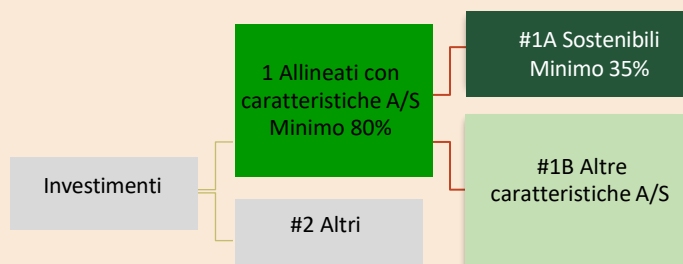 Investimenti
1 Allineati con
caratteristiche A/S
Minimo 80%
#2 Altri
#1A Sostenibili
Minimo 35%
#1B Altre
caratteristiche A/S